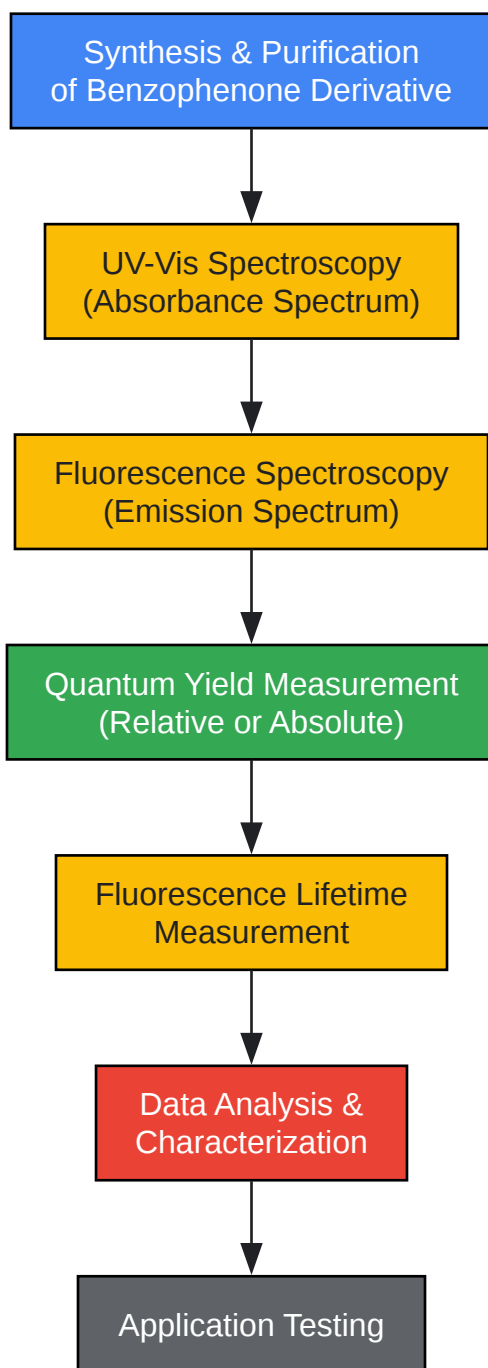 Synthesis & Purification
of Benzophenone Derivative
UV-Vis Spectroscopy
(Absorbance Spectrum)
Fluorescence Spectroscopy
(Emission Spectrum)
Quantum Yield Measurement
(Relative or Absolute)
Fluorescence Lifetime
Measurement
Data Analysis &
Characterization
Application Testing